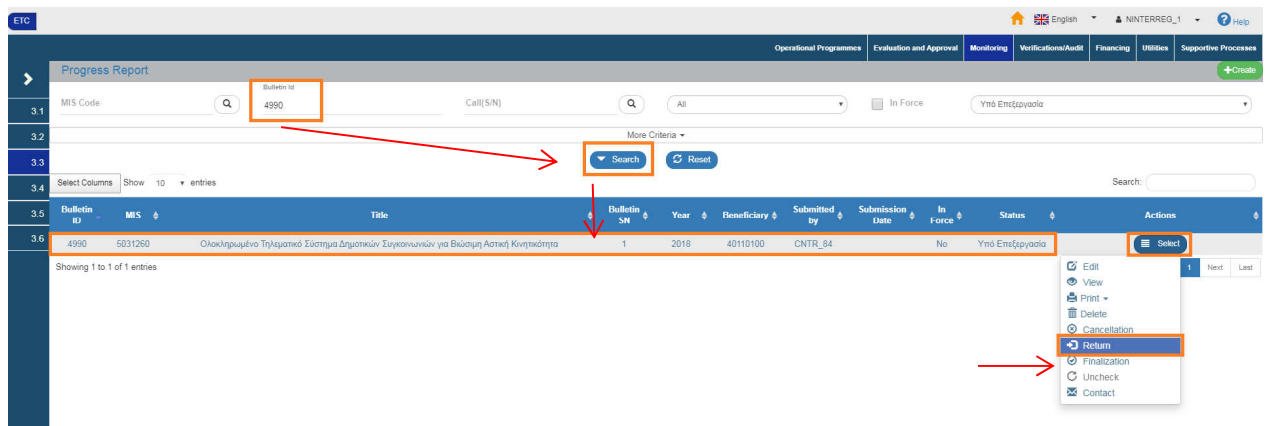 ETC English NINTERREG_1 Help
Operational Programmes Evaluation and Approval Monitoring Verifications/Audit Financing Utilities Supportive Processes
Progress Report +Create
Bulletin Id
MIS Code 4990 Call(S/N) All In Force Υπό Επεξεργασία
3.1
3.2 More Criteria
3.3 Search Reset
3.4 Select Columns Show 10 entries Search:
3.5 Bulletin ID MIS Title Bulletin SN Year Beneficiary Submitted by Submission Date In Force Status Actions
3.6 4990 5031260 Ολοκληρωμένο Τηλεματικό Σύστημα Δημοτικών Συγκοινωνιών για Βιώσιμη Αστική Κινητικότητα 1 2018 40110100 CNTR_84 No Υπό Επεξεργασία Select
Showing 1 to 1 of 1 entries 1 Next Last
Edit
View
Print
Delete
Cancellation
Return
Finalization
Uncheck
Contact